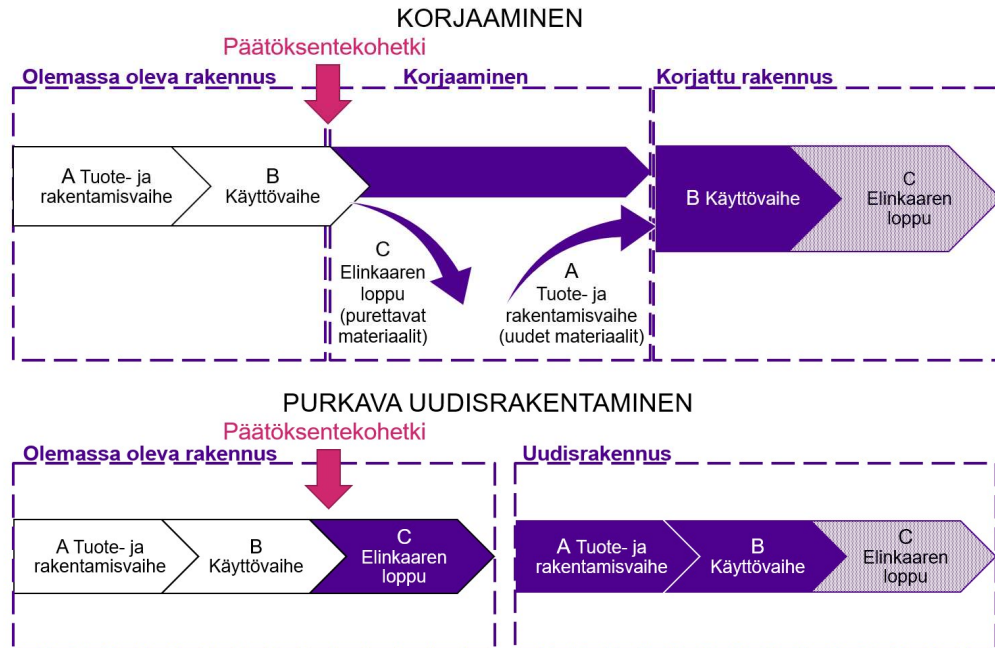 KORJAAMINEN
Päätöksentekohetki
Olemassa oleva rakennus
Korjaaminen
Korjattu rakennus
A Tuote- ja
rakentamisvaihe
B
Käyttövaihe
C
Elinkaaren
loppu
(purettavat
materiaalit)
A
Tuote- ja
rakentamisvaihe
(uudet materiaalit)
B Käyttövaihe
C
Elinkaaren
loppu
PURKAVA UUDISRAKENTAMINEN
Päätöksentekohetki
Olemassa oleva rakennus
Uudisrakennus
A Tuote- ja
rakentamisvaihe
B
Käyttövaihe
C
Elinkaaren
loppu
A Tuote- ja
rakentamisvaihe
B
Käyttövaihe
C
Elinkaaren
loppu